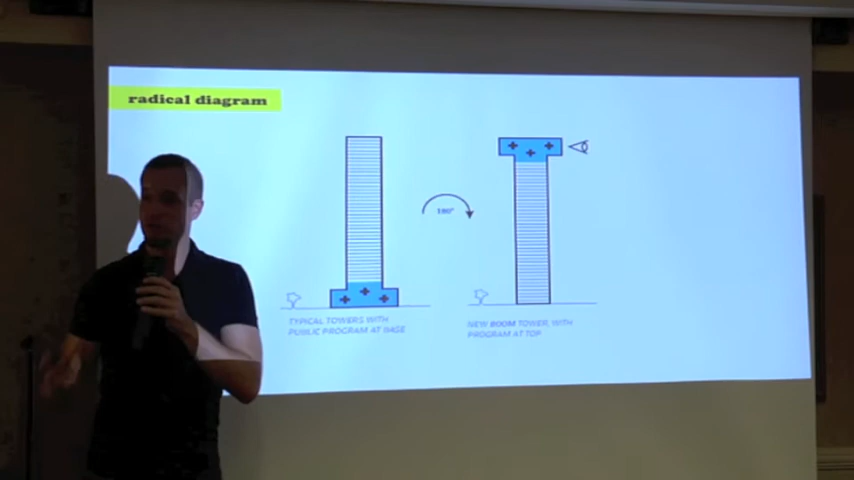 radical diagram
180°
TYPICAL TOWERS WITH
PUBLIC PROGRAM AT BASE
NEW BOOM TOWER, WITH
PROGRAM AT TOP